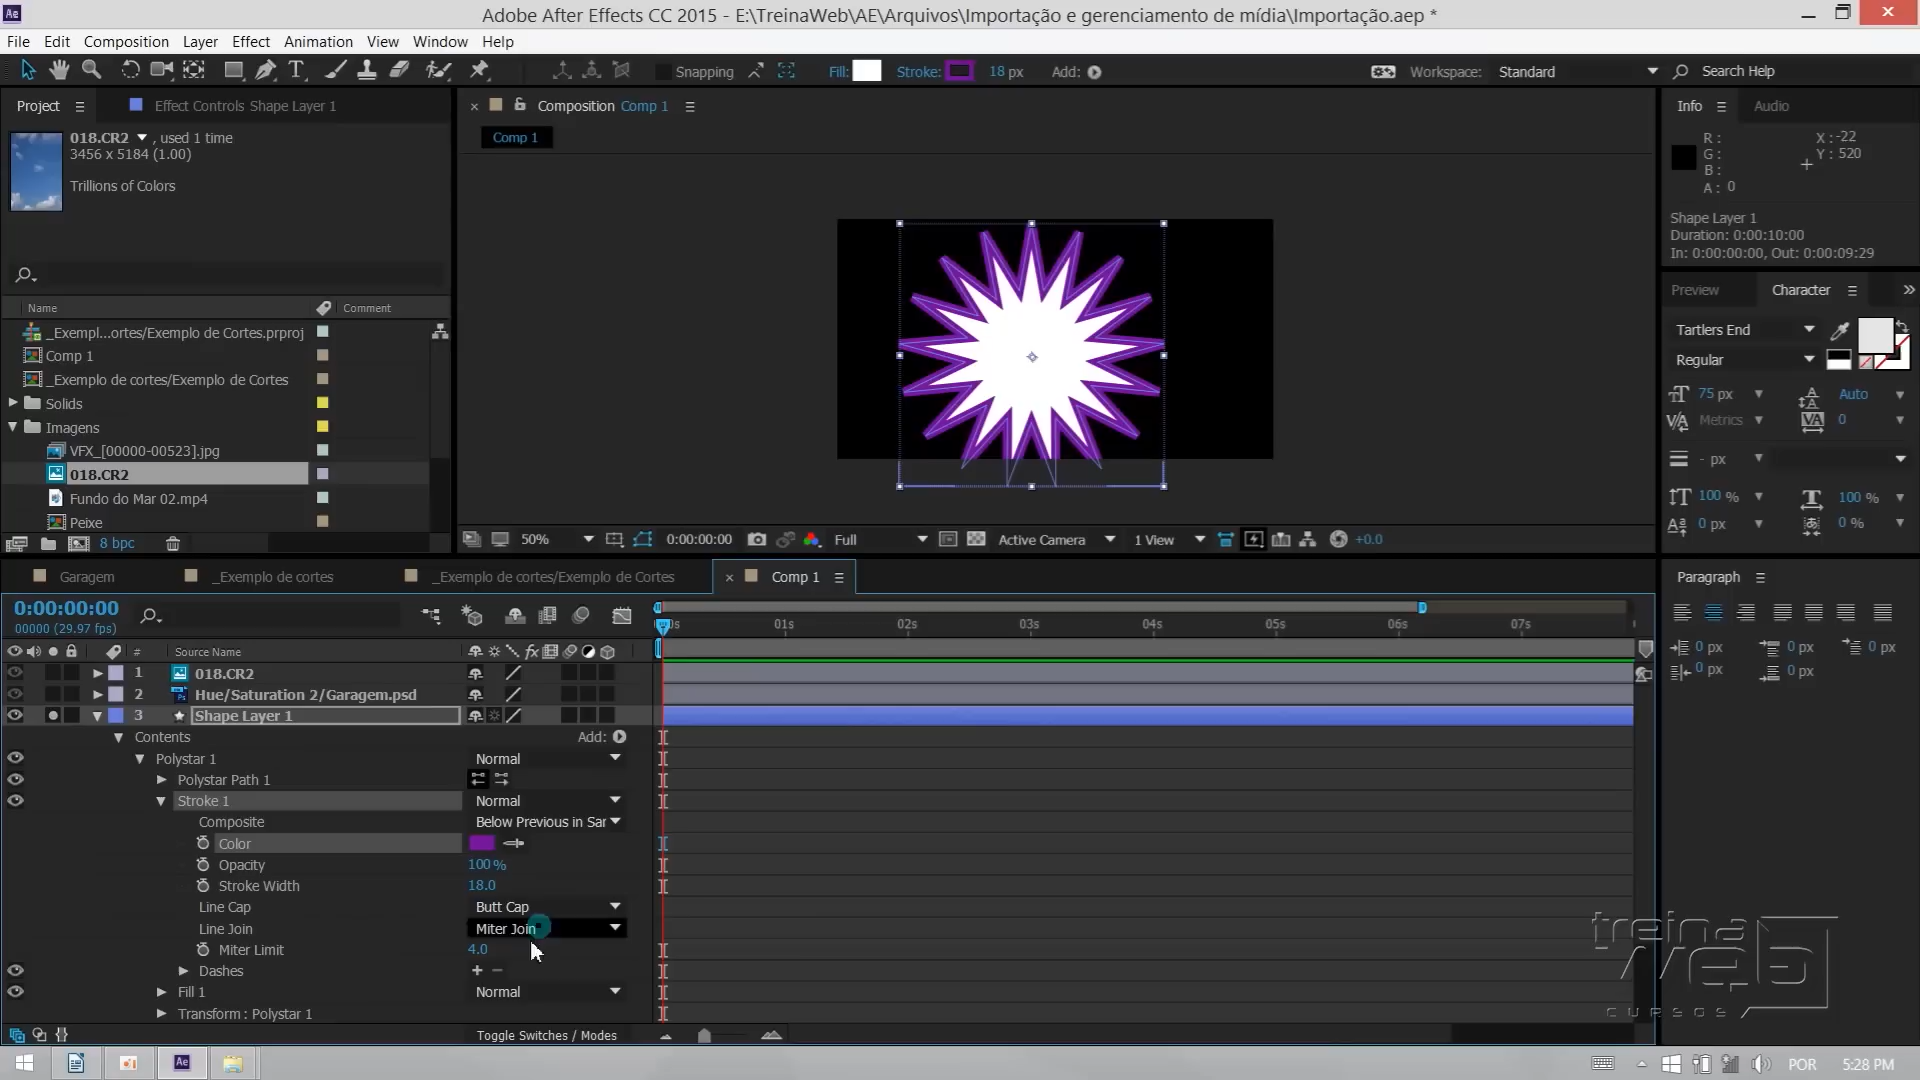 Adobe After Effects CC 2015 - E:\TreinaWeb\AE\Arquivos\Importação e gerenciamento de mídia\Importação.aep *
File Edit Composition Layer Effect Animation View Window Help
Snapping Fill: Stroke: 18 px Add: Workspace: Standard Search Help
Project Effect Controls Shape Layer 1
018.CR2 , used 1 time
3456 x 5184 (1.00)
Trillions of Colors
Name Comment
_Exempl...ortes/Exemplo de Cortes.prproj
Comp 1
_Exemplo de cortes/Exemplo de Cortes
Solids
Imagens
VFX_[00000-00523].jpg
018.CR2
Fundo do Mar 02.mp4
Peixe
8 bpc
Composition Comp 1
Comp 1
50% 0:00:00:00 Full Active Camera 1 View +0.0
Info Audio
R :
G :
B :
A : 0
X : -22
Y : 520
Shape Layer 1
Duration: 0:00:10:00
In: 0:00:00:00, Out: 0:00:09:29
Preview Character
Tartlers End
Regular
75 px Auto
Metrics 0
- px
100 % 100 %
0 px 0 %
Paragraph
0 px 0 px 0 px
0 px 0 px
Garagem _Exemplo de cortes _Exemplo de cortes/Exemplo de Cortes Comp 1
0:00:00:00
00000 (29.97 fps)
01s 02s 03s 04s 05s 06s 07s
# Source Name
1 018.CR2
2 Hue/Saturation 2/Garagem.psd
3 Shape Layer 1
Contents Add:
Polystar 1 Normal
Polystar Path 1
Stroke 1 Normal
Composite Below Previous in Sar
Color
Opacity 100 %
Stroke Width 18.0
Line Cap Butt Cap
Line Join Miter Join
Miter Limit 4.0
Dashes + -
Fill 1 Normal
Transform : Polystar 1
Toggle Switches / Modes
treina
web
cursos
POR 5:28 PM